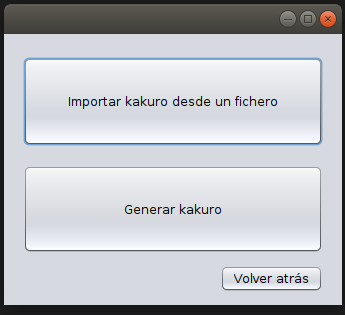 Importar kakuro desde un fichero
Generar kakuro
Volver atrás